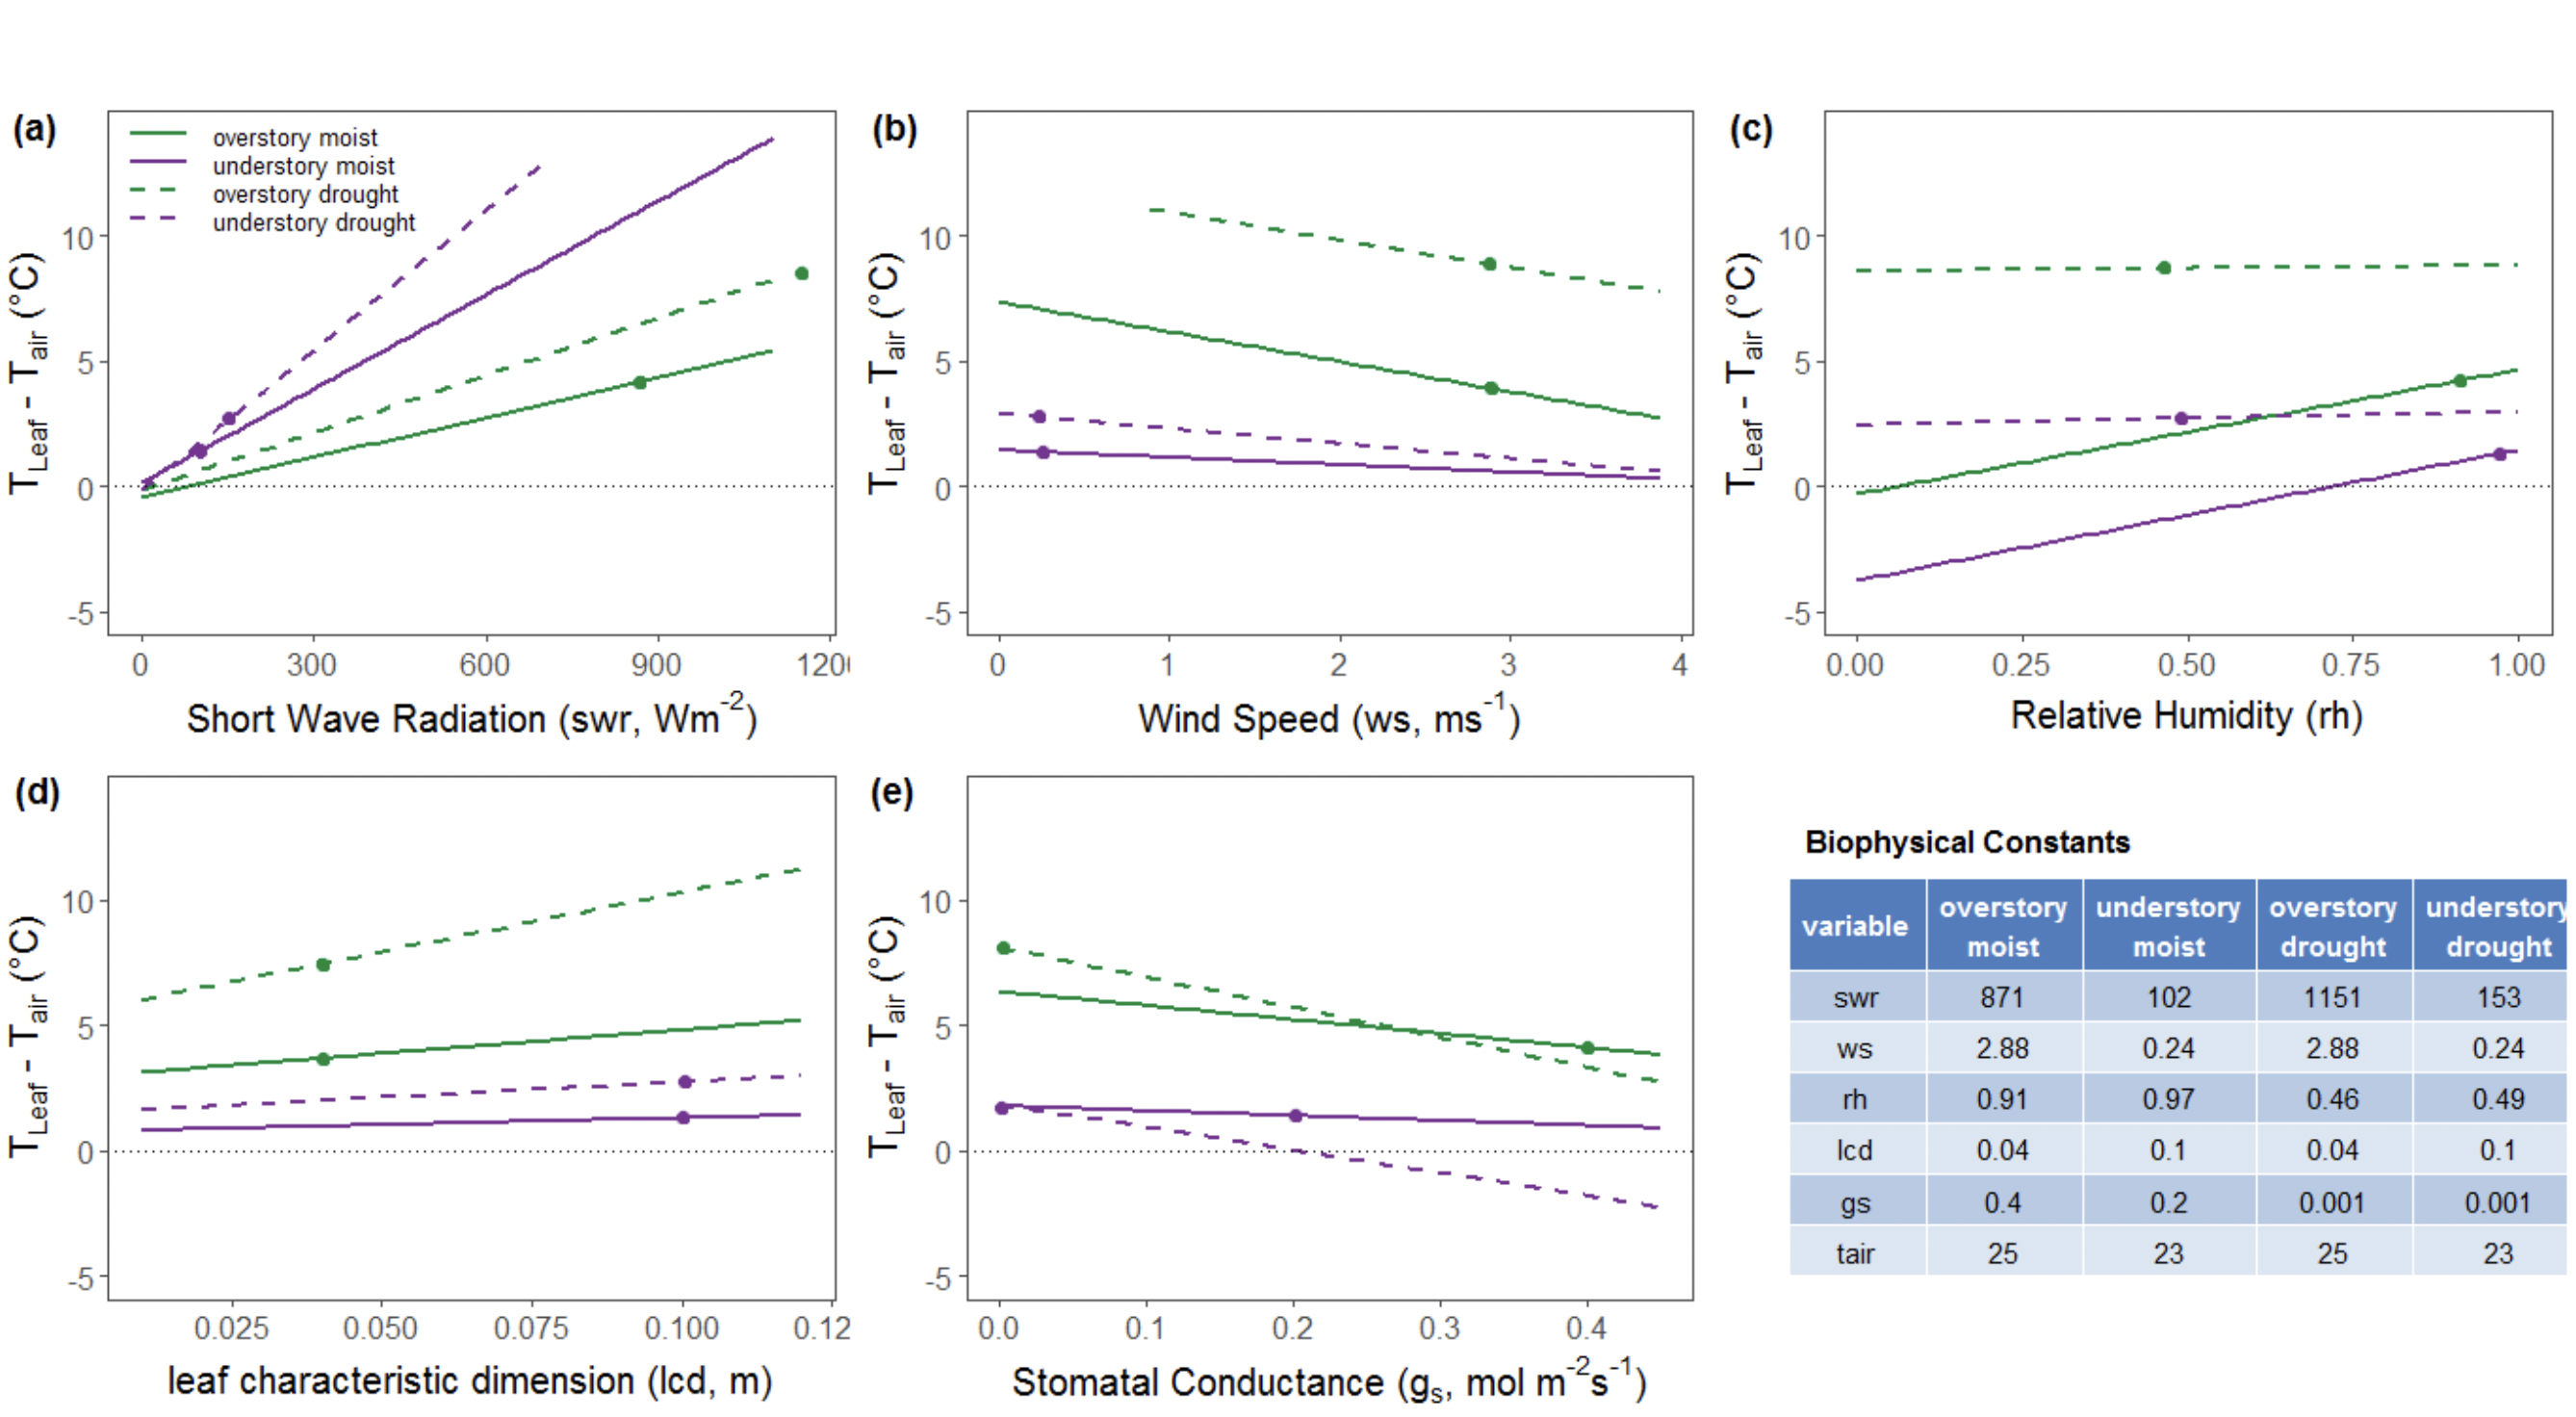 (a)
overstory moist
understory moist
overstory drought
understory drought
10
5
0
-5
T_Leaf - T_air (°C)
0 300 600 900 120
Short Wave Radiation (swr, Wm⁻²)
(b)
10
5
0
-5
T_Leaf - T_air (°C)
0 1 2 3 4
Wind Speed (ws, ms⁻¹)
(c)
10
5
0
-5
T_Leaf - T_air (°C)
0.00 0.25 0.50 0.75 1.00
Relative Humidity (rh)
(d)
10
5
0
-5
T_Leaf - T_air (°C)
0.025 0.050 0.075 0.100 0.12
leaf characteristic dimension (lcd, m)
(e)
10
5
0
-5
T_Leaf - T_air (°C)
0.0 0.1 0.2 0.3 0.4
Stomatal Conductance (gₛ, mol m⁻²s⁻¹)
Biophysical Constants
variable overstory moist understory moist overstory drought understory drought
swr 871 102 1151 153
ws 2.88 0.24 2.88 0.24
rh 0.91 0.97 0.46 0.49
lcd 0.04 0.1 0.04 0.1
gs 0.4 0.2 0.001 0.001
tair 25 23 25 23